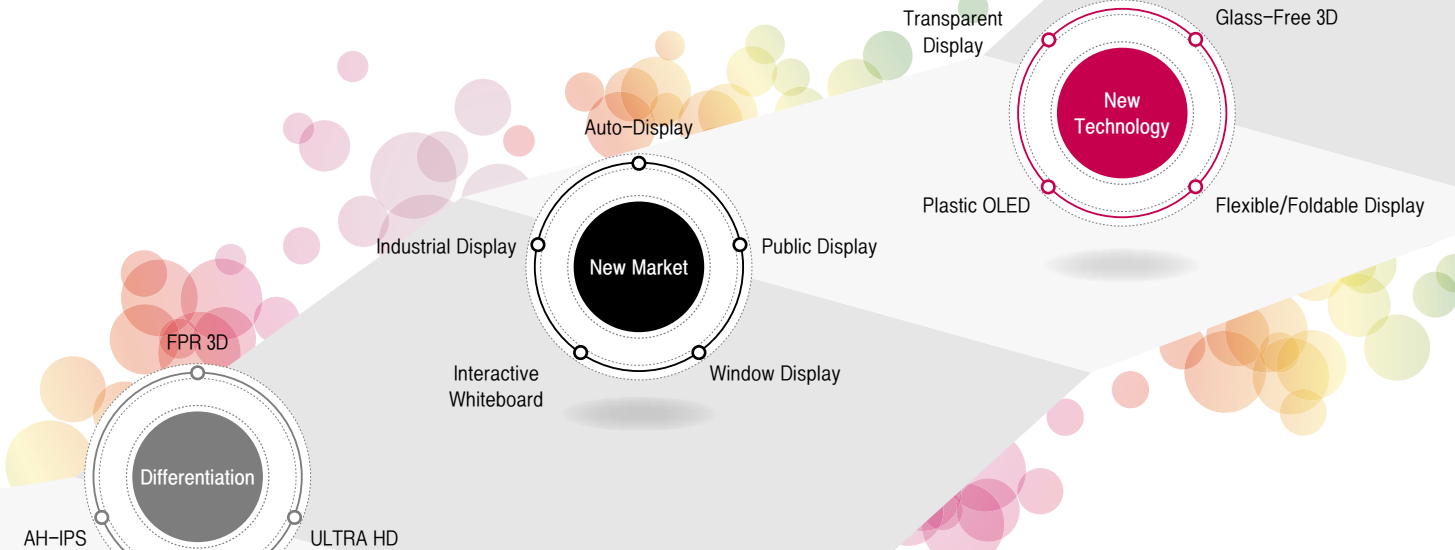 Transparent
Display
Glass-Free 3D
New
Technology
Plastic OLED
Flexible/Foldable Display
Auto-Display
Industrial Display
Public Display
New Market
Interactive
Whiteboard
Window Display
FPR 3D
Differentiation
AH-IPS
ULTRA HD